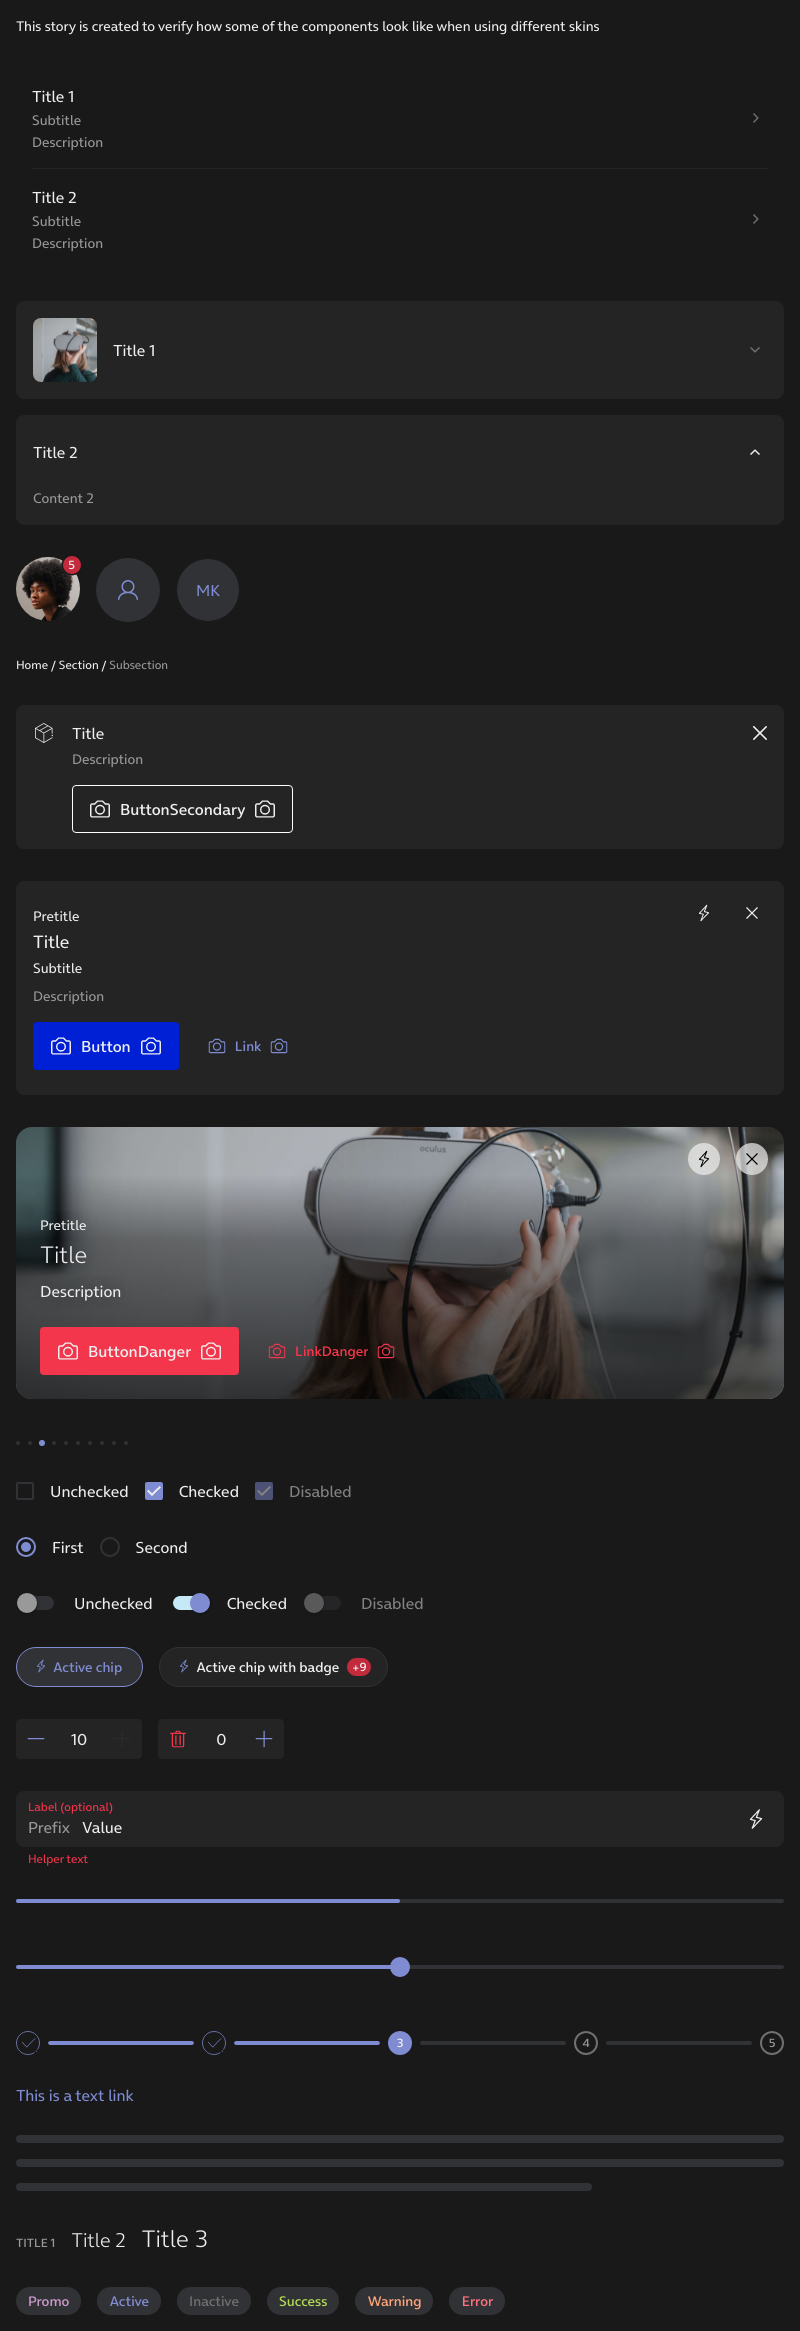 This story is created to verify how some of the components look like when using different skins
Title 1
Subtitle
Description
Title 2
Subtitle
Description
Title 1
Title 2
Content 2
5
MK
Home / Section / Subsection
Title
Description
ButtonSecondary
Pretitle
Title
Subtitle
Description
Button Link
oculus
Pretitle
Title
Description
ButtonDanger LinkDanger
Unchecked Checked Disabled
First Second
Unchecked Checked Disabled
Active chip Active chip with badge +9
10 0
Label (optional)
Prefix Value
Helper text
3 4 5
This is a text link
TITLE 1 Title 2 Title 3
Promo Active Inactive Success Warning Error